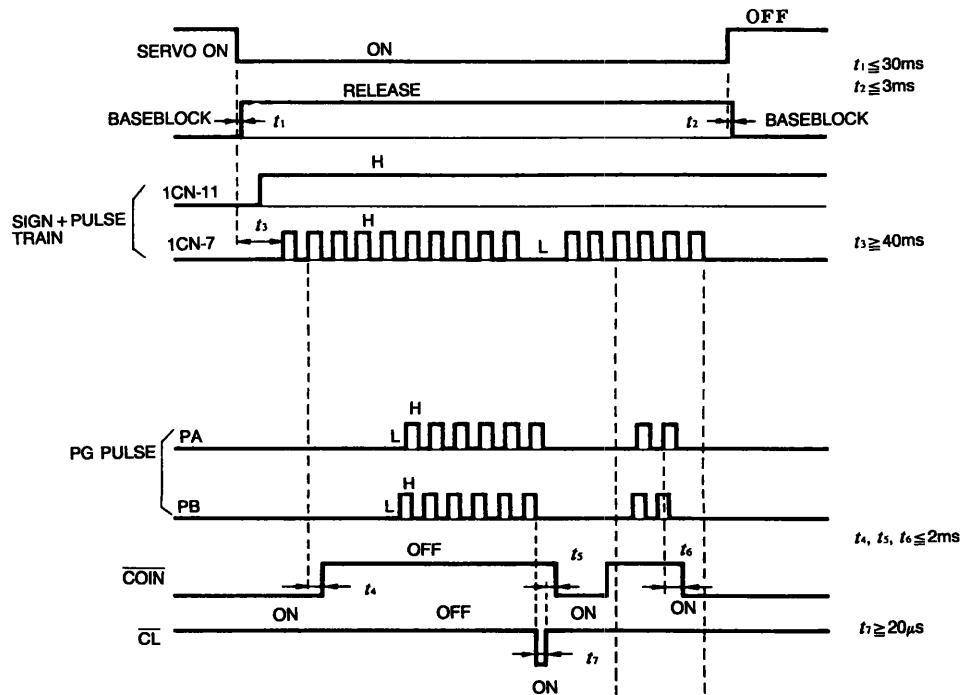 OFF
SERVO ON
ON
t₁≦30ms
t₂≦3ms
RELEASE
BASEBLOCK
t₁
t₂
BASEBLOCK
H
1CN-11
SIGN+PULSE
TRAIN
t₃
H
1CN-7
L
t₃≧40ms
H
PA
L
PG PULSE
H
PB
L
t₄, t₅, t₆≦2ms
OFF
t₅
t₆
COIN
t₄
ON
OFF
ON
ON
CL
t₇≧20μs
t₇
ON